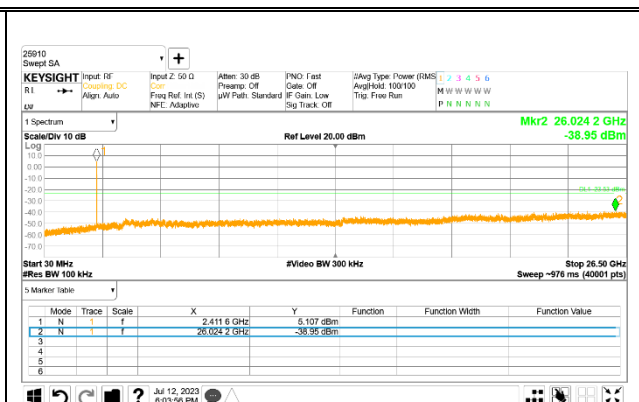 25910
Swept SA
KEYSIGHT
Input: RF
Coupling: DC
Align: Auto
Input Z: 50 Ω
Corr
Freq Ref: Int (S)
NFE: Adaptive
Atten: 30 dB
Preamp: Off
µW Path: Standard
PNO: Fast
Gate: Off
IF Gain: Low
Sig Track: Off
#Avg Type: Power (RMS)
Avg|Hold: 100/100
Trig: Free Run
1 2 3 4 5 6
M W W W W W
P N N N N N
1 Spectrum
Scale/Div 10 dB
Ref Level 20.00 dBm
Mkr2 26.024 2 GHz
-38.95 dBm
Log
1
10.0
0.00
-10.0
-20.0
-30.0
-40.0
-50.0
-60.0
-70.0
Start 30 MHz
#Video BW 300 kHz
Stop 26.50 GHz
#Res BW 100 kHz
Sweep ~976 ms (40001 pts)
5 Marker Table
Mode Trace Scale X Y Function Function Width Function Value
1 N 1 f 2.411 6 GHz 5.107 dBm
2 N 1 f 26.024 2 GHz -38.95 dBm
3
4
5
6
?
Jul 12, 2023
6:03:56 PM